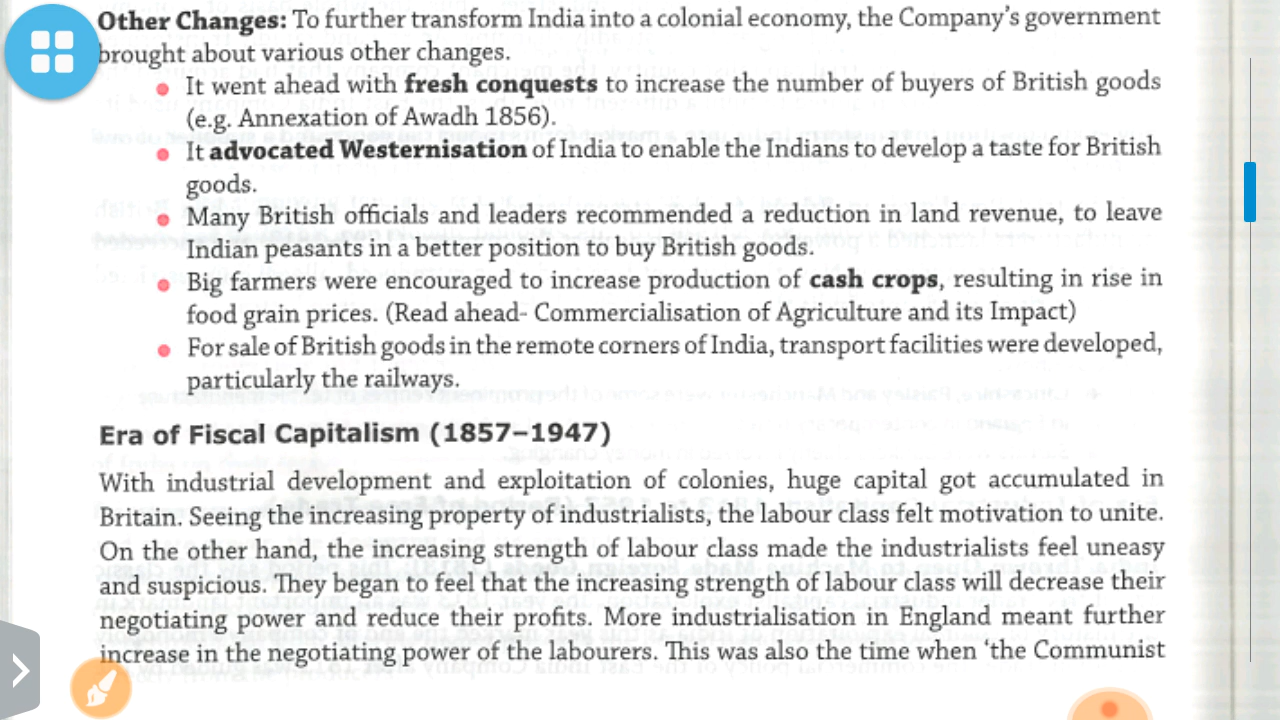 Other Changes: To further transform India into a colonial economy, the Company's government
brought about various other changes.
It went ahead with fresh conquests to increase the number of buyers of British goods
(e.g. Annexation of Awadh 1856).
It advocated Westernisation of India to enable the Indians to develop a taste for British
goods.
Many British officials and leaders recommended a reduction in land revenue, to leave
Indian peasants in a better position to buy British goods.
Big farmers were encouraged to increase production of cash crops, resulting in rise in
food grain prices. (Read ahead- Commercialisation of Agriculture and its Impact)
For sale of British goods in the remote corners of India, transport facilities were developed,
particularly the railways.
Era of Fiscal Capitalism (1857–1947)
With industrial development and exploitation of colonies, huge capital got accumulated in
Britain. Seeing the increasing property of industrialists, the labour class felt motivation to unite.
On the other hand, the increasing strength of labour class made the industrialists feel uneasy
and suspicious. They began to feel that the increasing strength of labour class will decrease their
negotiating power and reduce their profits. More industrialisation in England meant further
increase in the negotiating power of the labourers. This was also the time when 'the Communist